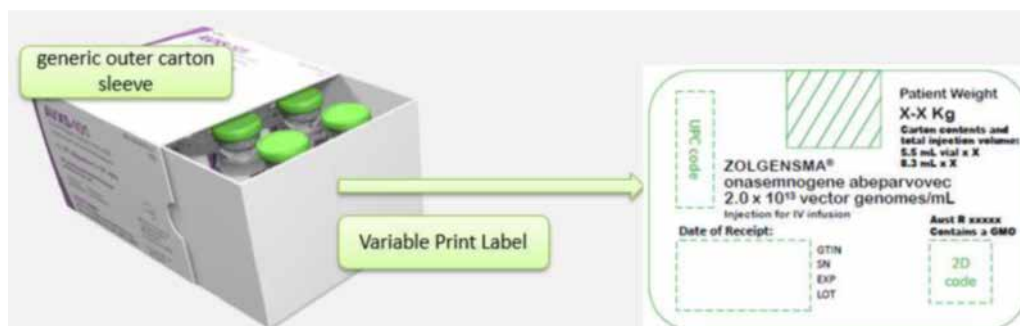 generic outer carton
sleeve
Variable Print Label
UPC code
Patient Weight
X-X Kg
Carton contents and
total injection volume:
5.5 mL vial x X
8.3 mL x X
ZOLGENSMA®
onasemnogene abeparvovec
2.0 x 10¹³ vector genomes/mL
Injection for IV infusion
Aust R xxxxx
Contains a GMO
Date of Receipt:
GTIN
SN
EXP
LOT
2D
code